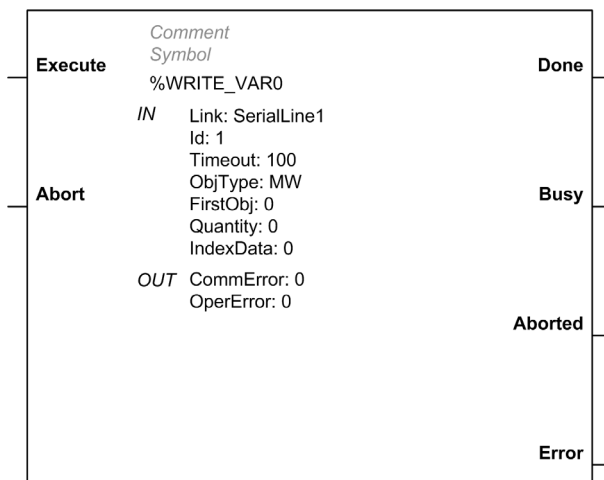 Comment
Symbol
Execute
Done
%WRITE_VAR0
IN Link: SerialLine1
Id: 1
Timeout: 100
ObjType: MW
Abort
Busy
FirstObj: 0
Quantity: 0
IndexData: 0
OUT CommError: 0
OperError: 0
Aborted
Error